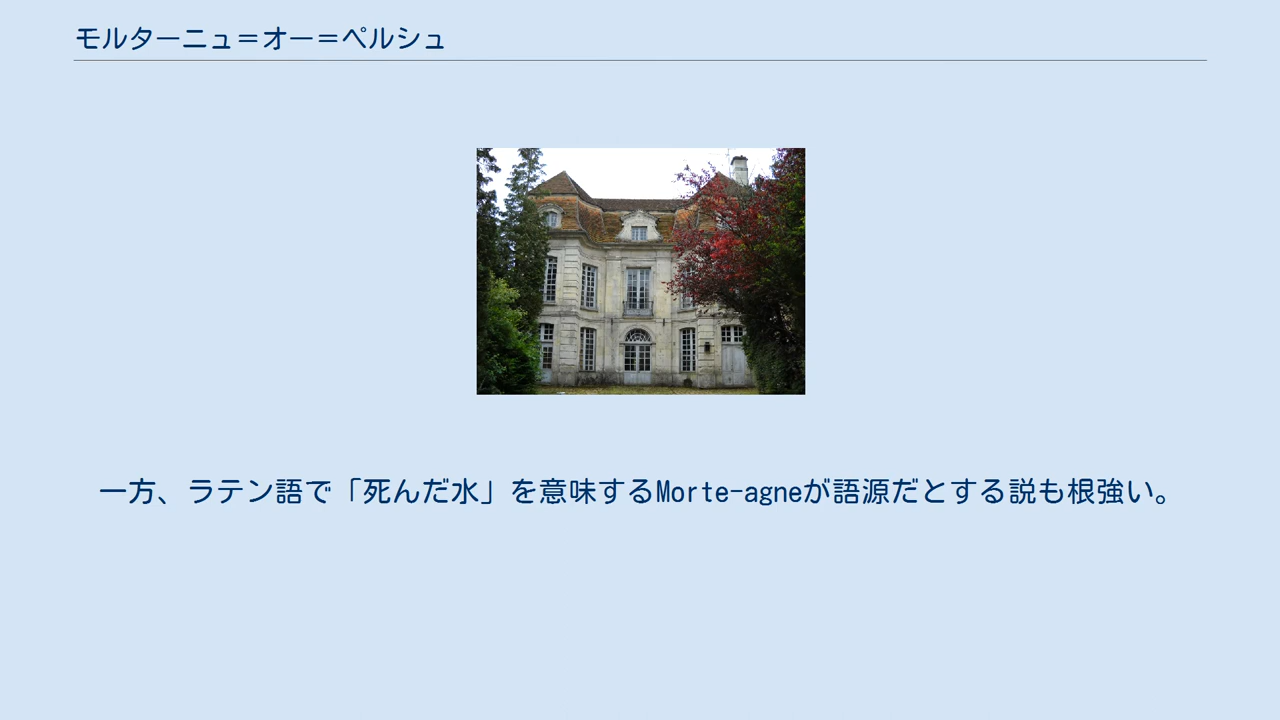 モルターニュ＝オー＝ペルシュ
一方、ラテン語で「死んだ水」を意味するMorte-agneが語源だとする説も根強い。